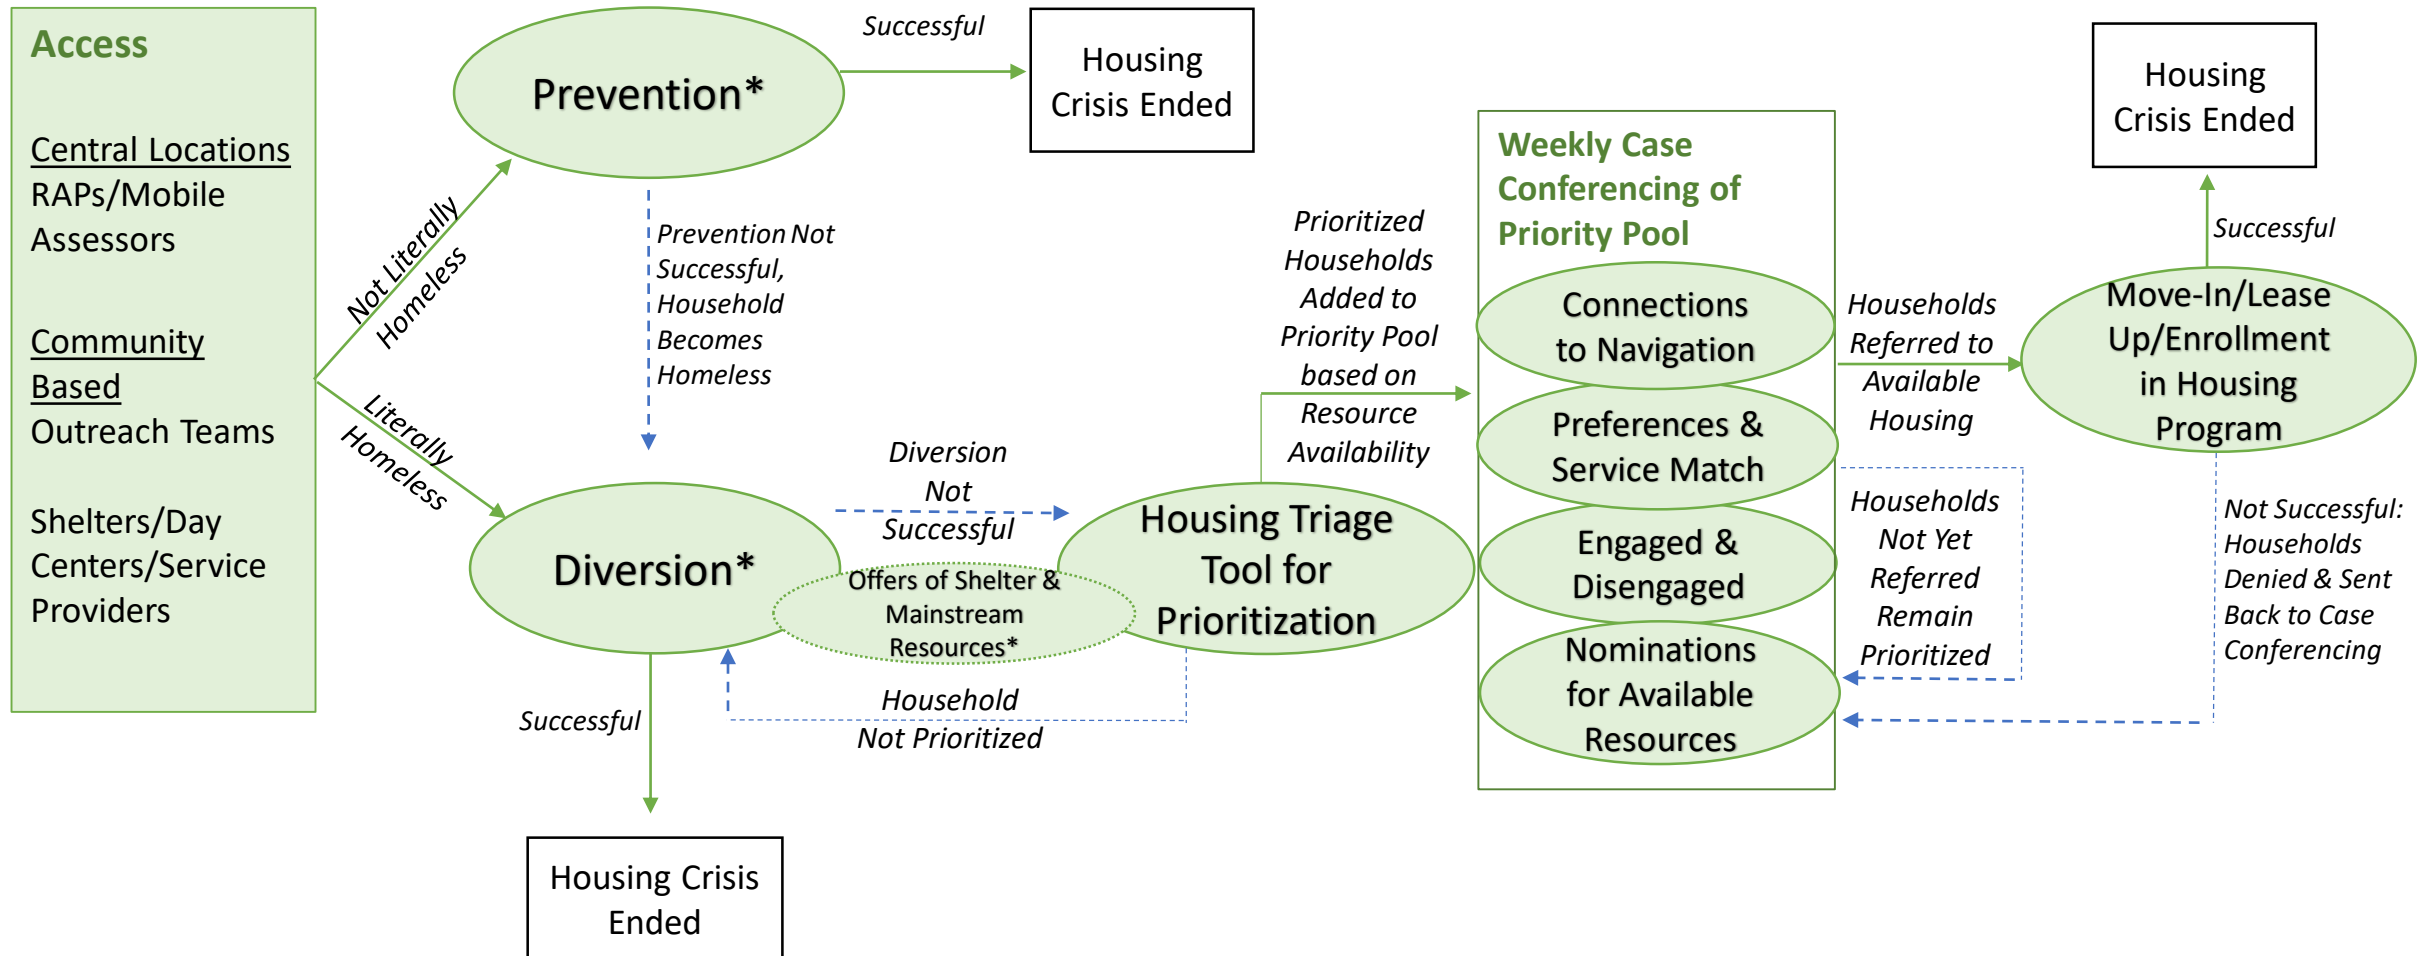 Access
Central Locations
RAPs/Mobile
Assessors
Community
Based
Outreach Teams
Shelters/Day
Centers/Service
Providers
Not Literally
Homeless
Literally
Homeless
Prevention*
Successful
Housing
Crisis Ended
Prevention Not
Successful,
Household
Becomes
Homeless
Diversion*
Successful
Housing Crisis
Ended
Diversion
Not
Successful
Offers of Shelter &
Mainstream
Resources*
Household
Not Prioritized
Housing Triage
Tool for
Prioritization
Prioritized
Households
Added to
Priority Pool
based on
Resource
Availability
Weekly Case
Conferencing of
Priority Pool
Connections
to Navigation
Preferences &
Service Match
Engaged &
Disengaged
Nominations
for Available
Resources
Households
Referred to
Available
Housing
Households
Not Yet
Referred
Remain
Prioritized
Housing
Crisis Ended
Successful
Move-In/Lease
Up/Enrollment
in Housing
Program
Not Successful:
Households
Denied & Sent
Back to Case
Conferencing